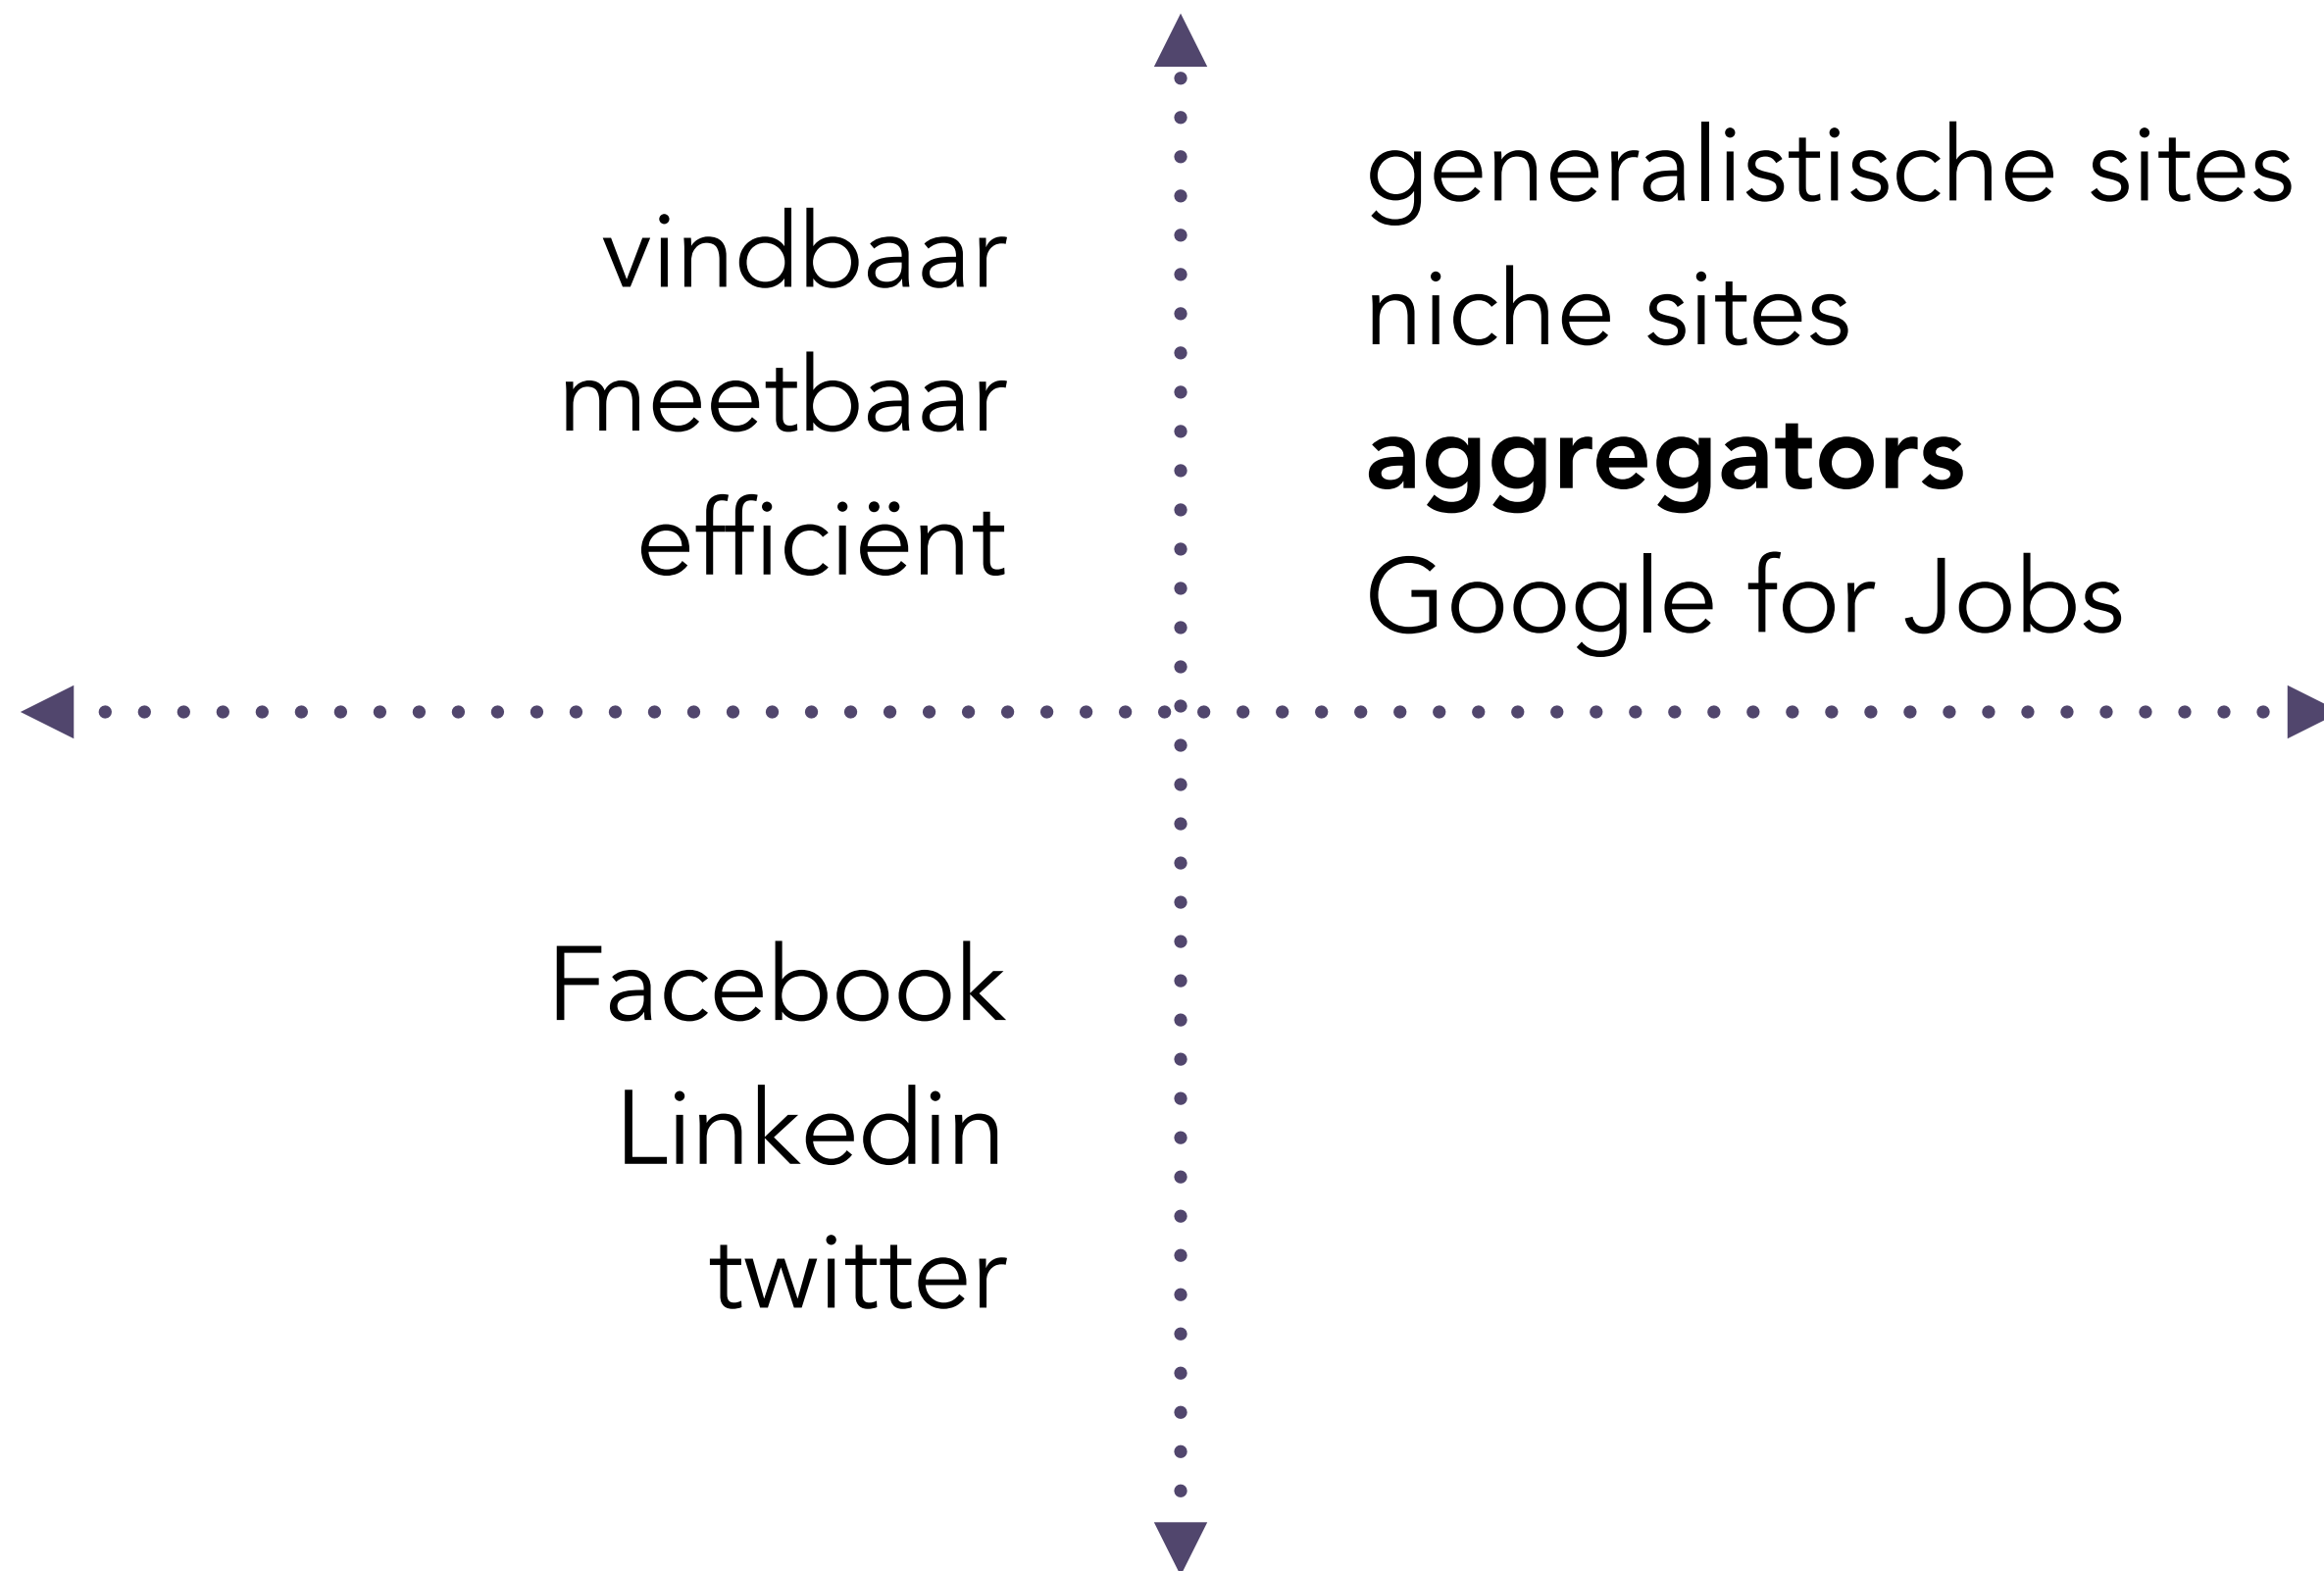 vindbaar
meetbaar
efficiënt
generalistische sites
niche sites
aggregators
Google for Jobs
Facebook
Linkedin
twitter